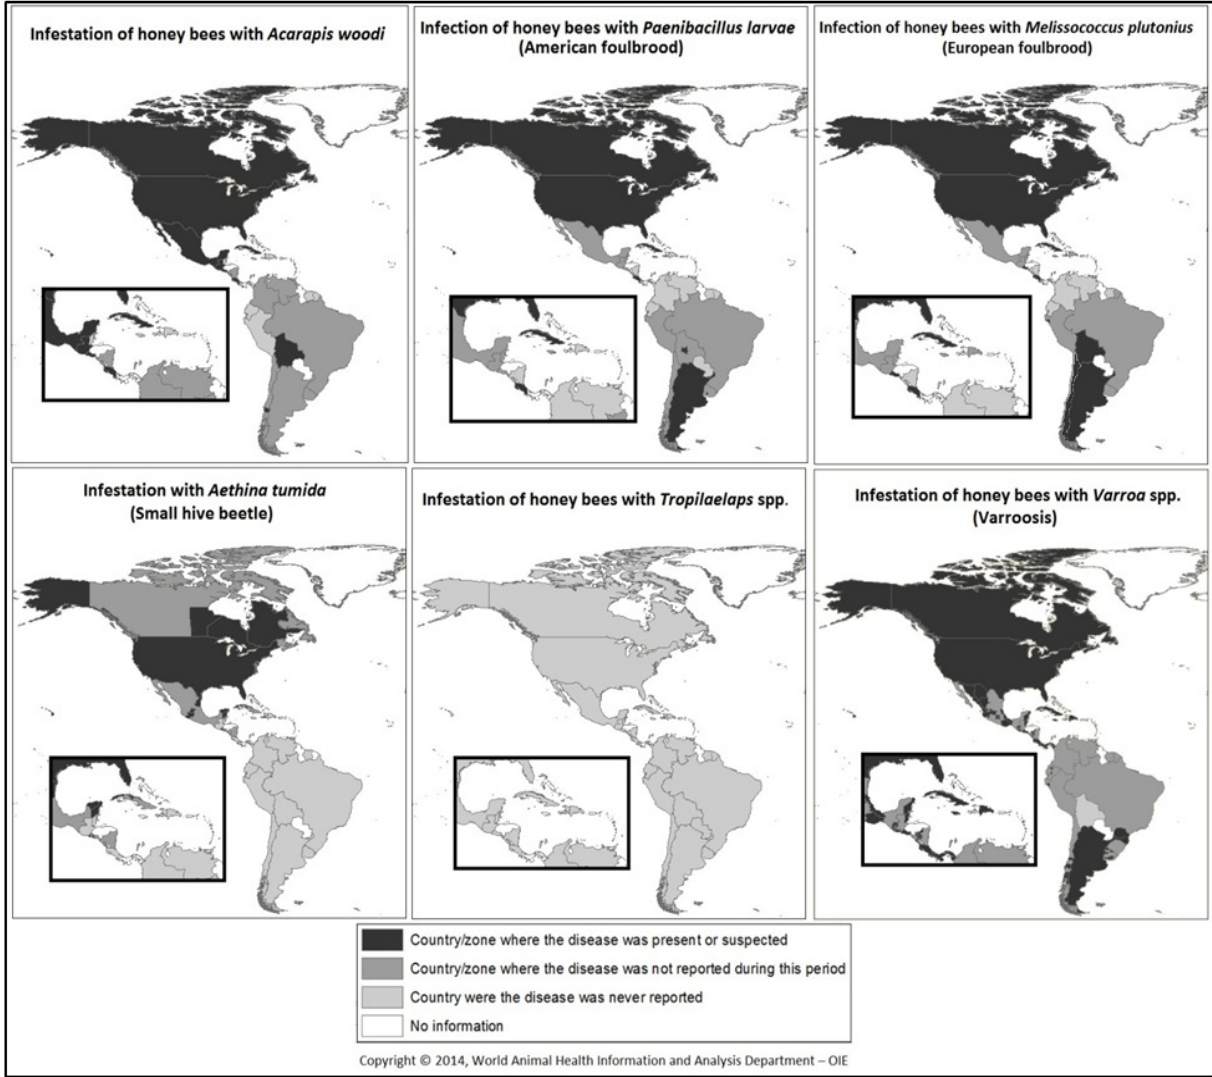 Infestation of honey bees with Acarapis woodi
Infection of honey bees with Paenibacillus larvae
(American foulbrood)
Infection of honey bees with Melissococcus plutonius
(European foulbrood)
Infestation with Aethina tumida
(Small hive beetle)
Infestation of honey bees with Tropilaelaps spp.
Infestation of honey bees with Varroa spp.
(Varroosis)
Country/zone where the disease was present or suspected
Country/zone where the disease was not reported during this period
Country were the disease was never reported
No information
Copyright © 2014, World Animal Health Information and Analysis Department – OIE